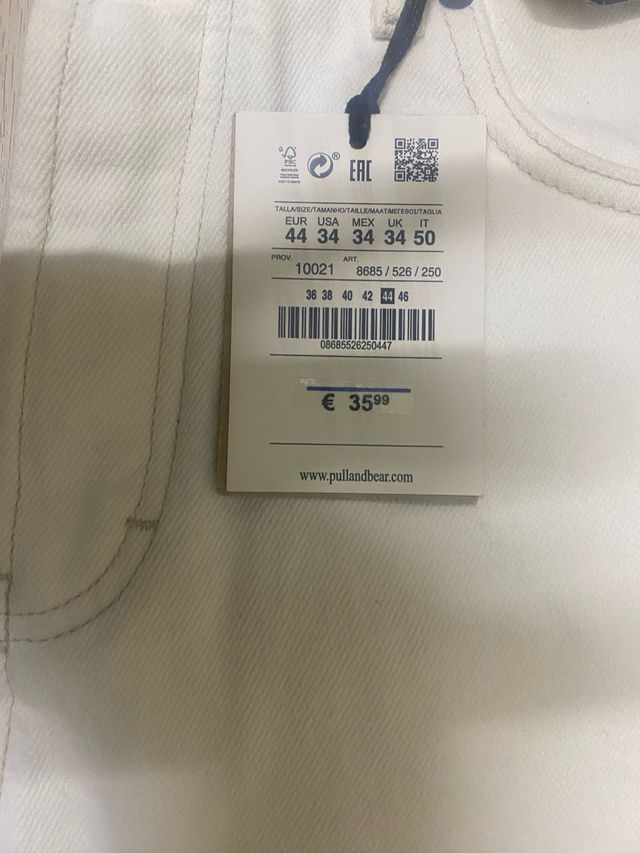 FSC
RECYCLED
®
EAC
TALLA/SIZE/TAMANHO/TAILLE/MAAT/ΜΕΓΕΘΟΣ/TAGLIA
EUR USA MEX UK IT
44 34 34 34 50
PROV. 10021 ART. 8685 / 526 / 250
36 38 40 42 44 46
08685526250447
€ 35⁹⁹
www.pullandbear.com